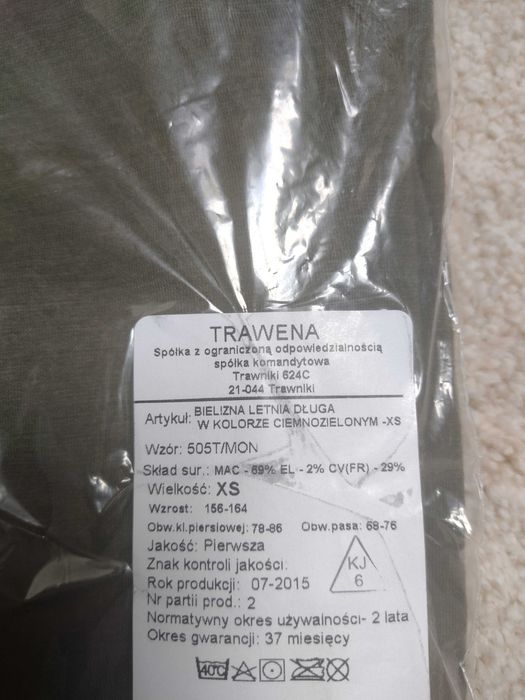 TRAWENA
Spółka z ograniczoną odpowiedzialnością
spółka komandytowa
Trawniki 624C
21-044 Trawniki
Artykuł: BIELIZNA LETNIA DŁUGA
W KOLORZE CIEMNOZIELONYM -XS
Wzór: 505T/MON
Skład sur.: MAC - 69% EL - 2% CV(FR) - 29%
Wielkość: XS
Wzrost: 156-164
Obw.kl.piersiowej: 78-86 Obw.pasa: 68-76
Jakość: Pierwsza
Znak kontroli jakości:
KJ
6
Rok produkcji: 07-2015
Nr partii prod.: 2
Normatywny okres używalności- 2 lata
Okres gwarancji: 37 miesięcy
40°C